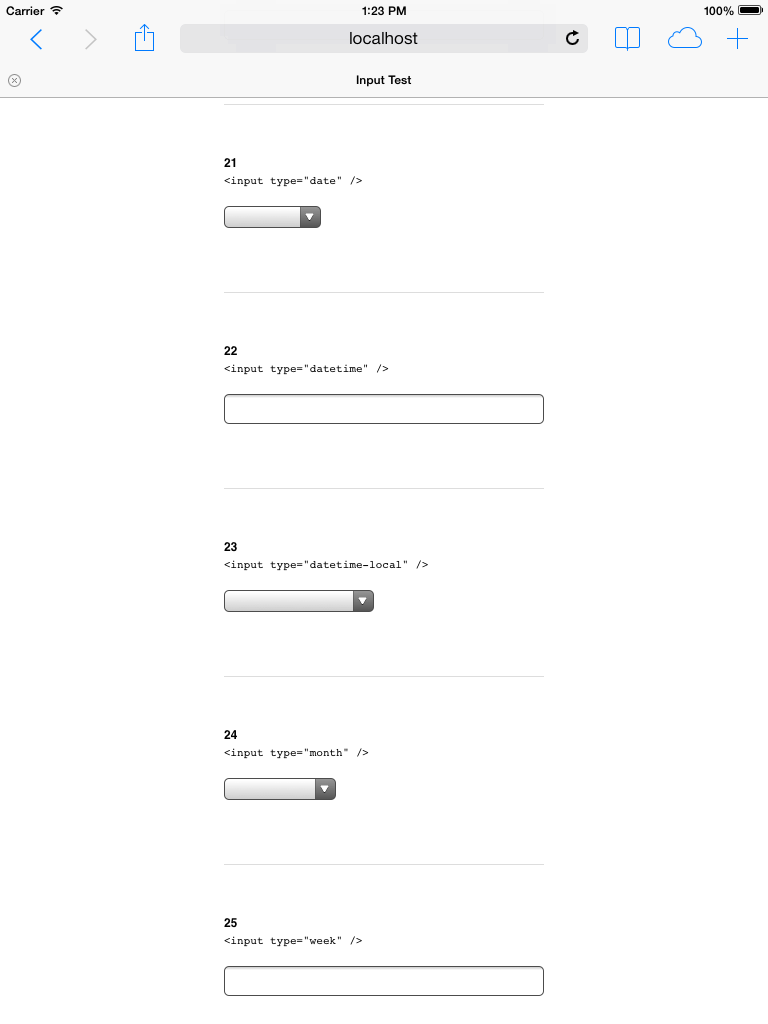 Carrier 1:23 PM 100%
localhost
Input Test
21
<input type="date" />
22
<input type="datetime" />
23
<input type="datetime-local" />
24
<input type="month" />
25
<input type="week" />